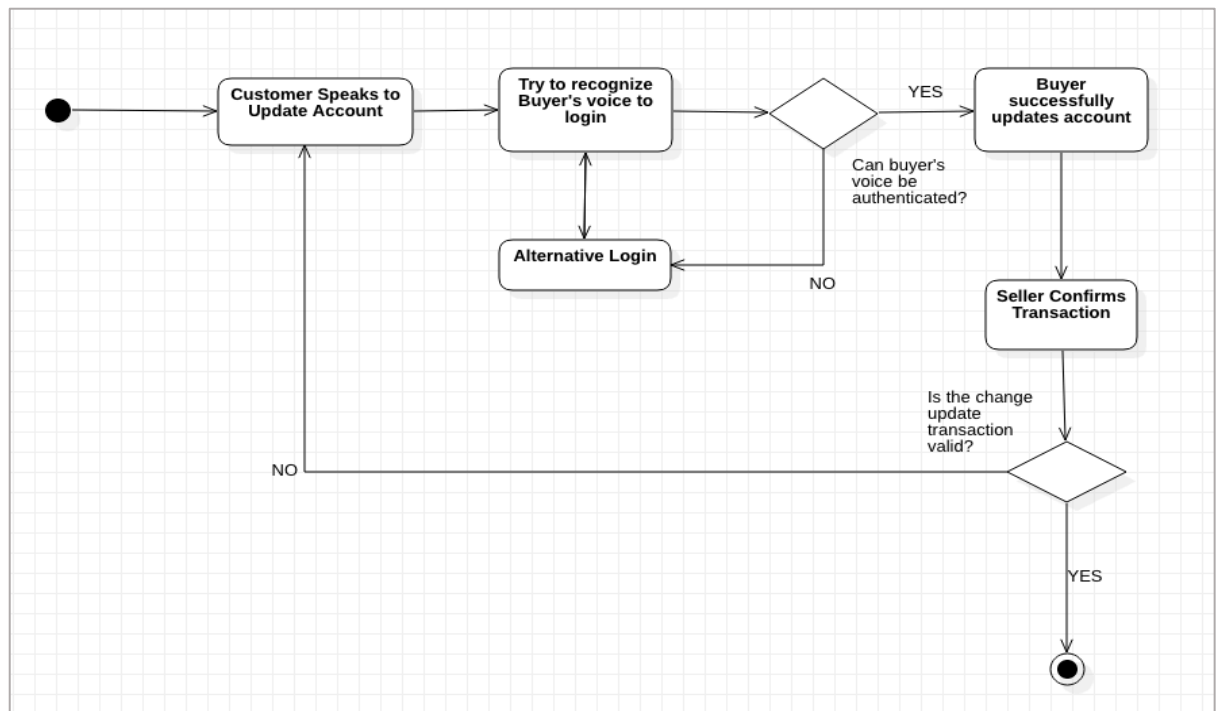 Customer Speaks to
Update Account
Try to recognize
Buyer's voice to
login
YES
Buyer
successfully
updates account
Can buyer's
voice be
authenticated?
Alternative Login
NO
Seller Confirms
Transaction
Is the change
update
transaction
valid?
NO
YES